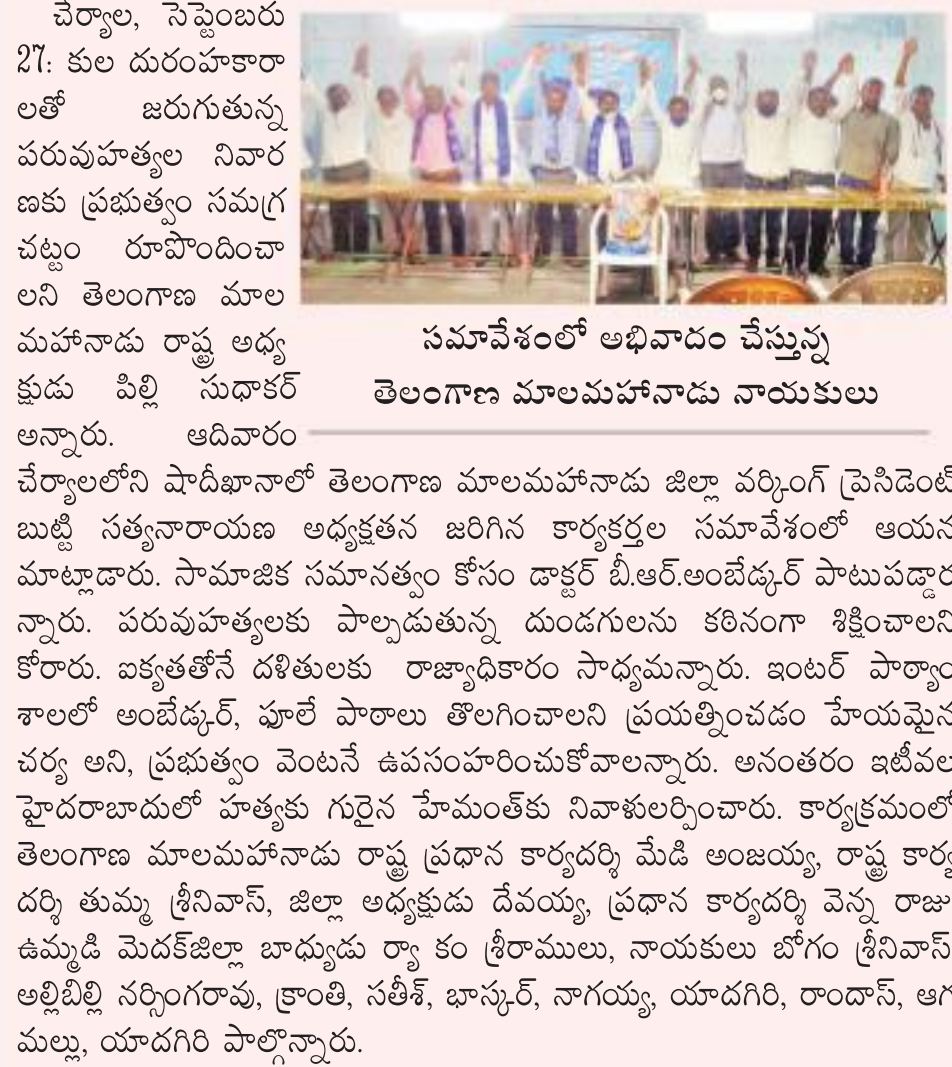 చేర్యాల, సెప్టెంబరు
27: కుల దురంహకారా
లతో జరుగుతున్న
పరువుహత్యల నివార
ణకు ప్రభుత్వం సమగ్ర
చట్టం రూపొందించా
లని తెలంగాణ మాల
మహానాడు రాష్ట్ర అధ్య
క్షుడు పిల్లి సుధాకర్
అన్నారు. ఆదివారం
సమావేశంలో అభివాదం చేస్తున్న
తెలంగాణ మాలమహానాడు నాయకులు
చేర్యాలలోని షాదీఖానాలో తెలంగాణ మాలమహానాడు జిల్లా వర్కింగ్ ప్రెసిడెంట్
బుట్టి సత్యనారాయణ అధ్యక్షతన జరిగిన కార్యకర్తల సమావేశంలో ఆయన
మాట్లాడారు. సామాజిక సమానత్వం కోసం డాక్టర్ బీ.ఆర్.అంబేడ్కర్ పాటుపడ్డార
న్నారు. పరువుహత్యలకు పాల్పడుతున్న దుండగులను కఠినంగా శిక్షించాలని
కోరారు. ఐక్యతతోనే దళితులకు రాజ్యాధికారం సాధ్యమన్నారు. ఇంటర్ పాఠ్యాం
శాలలో అంబేడ్కర్, ఫూలే పాఠాలు తొలగించాలని ప్రయత్నించడం హేయమైన
చర్య అని, ప్రభుత్వం వెంటనే ఉపసంహరించుకోవాలన్నారు. అనంతరం ఇటీవల
హైదరాబాదులో హత్యకు గురైన హేమంత్‌కు నివాళులర్పించారు. కార్యక్రమంలో
తెలంగాణ మాలమహానాడు రాష్ట్ర ప్రధాన కార్యదర్శి మేడి అంజయ్య, రాష్ట్ర కార్య
దర్శి తుమ్మ శ్రీనివాస్, జిల్లా అధ్యక్షుడు దేవయ్య, ప్రధాన కార్యదర్శి వెన్న రాజు
ఉమ్మడి మెదక్‌జిల్లా బాధ్యుడు ర్యా కం శ్రీరాములు, నాయకులు బోగం శ్రీనివాస్
అల్లిబిల్లి నర్సింగరావు, క్రాంతి, సతీశ్, భాస్కర్, నాగయ్య, యాదగిరి, రాందాస్, ఆగ
మల్లు, యాదగిరి పాల్గొన్నారు.